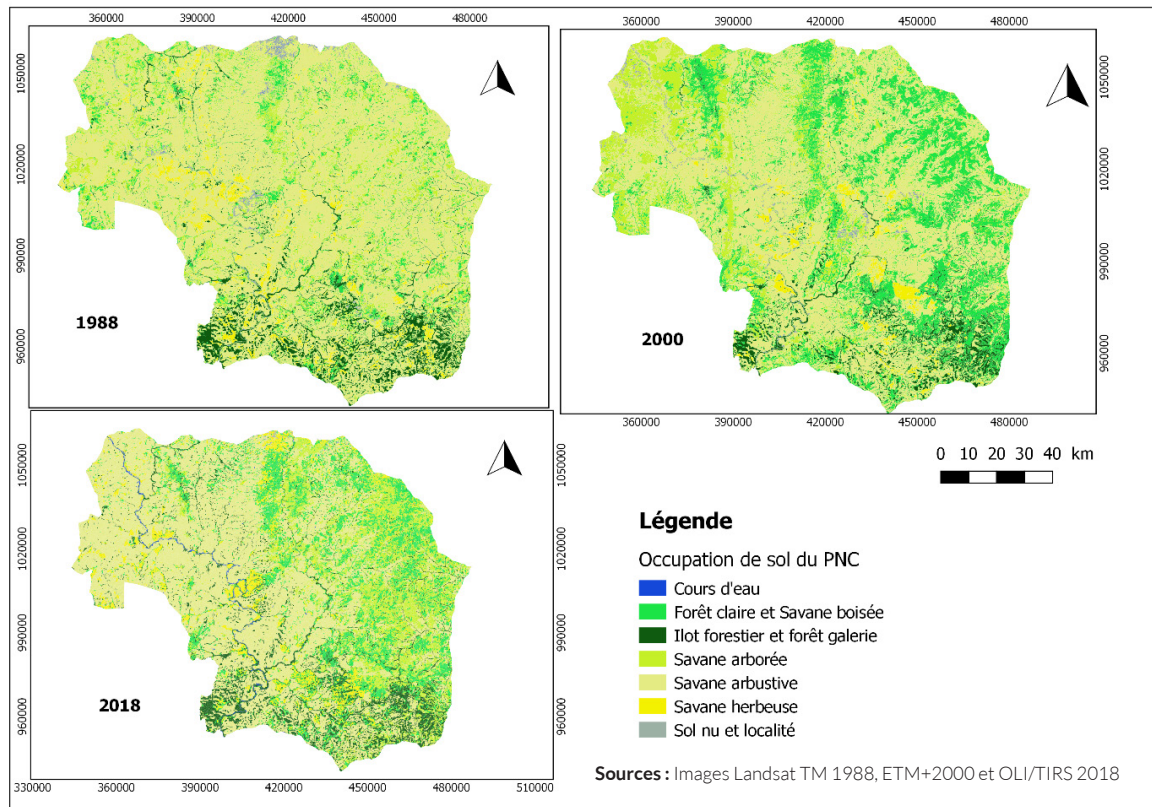 360000 390000 420000 450000 480000
1050000
1020000
990000
960000
1988
360000 390000 420000 450000 480000
1050000
1020000
990000
960000
2000
360000 390000 420000 450000 480000
1050000
1020000
990000
960000
2018
1050000
1020000
990000
960000
330000 360000 390000 420000 450000 480000 510000
0 10 20 30 40 km
Légende
Occupation de sol du PNC
Cours d'eau
Forêt claire et Savane boisée
Ilot forestier et forêt galerie
Savane arborée
Savane arbustive
Savane herbeuse
Sol nu et localité
Sources : Images Landsat TM 1988, ETM+2000 et OLI/TIRS 2018